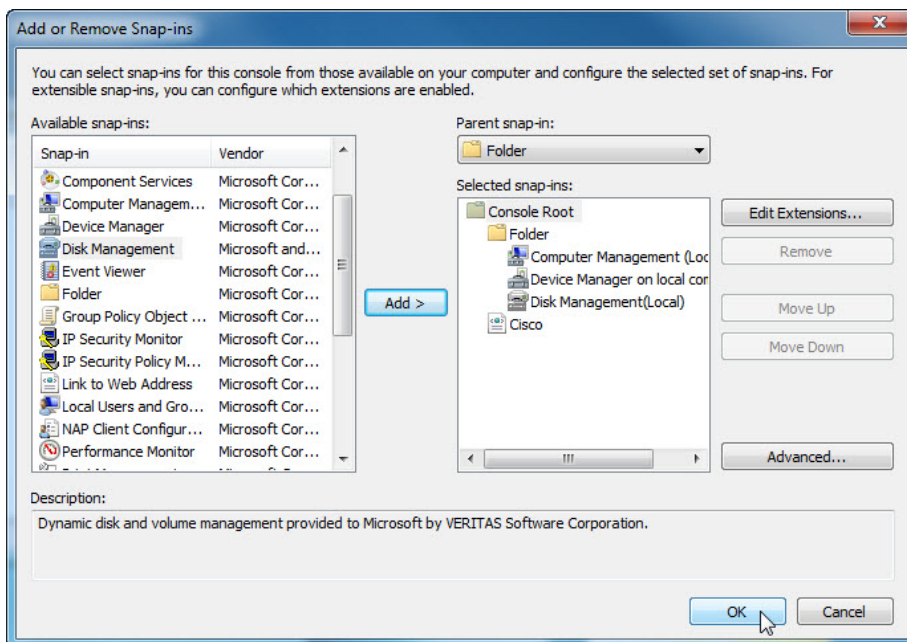 Add or Remove Snap-ins
You can select snap-ins for this console from those available on your computer and configure the selected set of snap-ins. For
extensible snap-ins, you can configure which extensions are enabled.
Available snap-ins:
Snap-in Vendor
Component Services Microsoft Cor...
Computer Managem... Microsoft Cor...
Device Manager Microsoft Cor...
Disk Management Microsoft and...
Event Viewer Microsoft Cor...
Folder Microsoft Cor...
Group Policy Object ... Microsoft Cor...
IP Security Monitor Microsoft Cor...
IP Security Policy M... Microsoft Cor...
Link to Web Address Microsoft Cor...
Local Users and Gro... Microsoft Cor...
NAP Client Configur... Microsoft Cor...
Performance Monitor Microsoft Cor...
Add >
Parent snap-in:
Folder
Selected snap-ins:
Console Root
Folder
Computer Management (Loc
Device Manager on local cor
Disk Management(Local)
Cisco
Edit Extensions...
Remove
Move Up
Move Down
Advanced...
Description:
Dynamic disk and volume management provided to Microsoft by VERITAS Software Corporation.
OK
Cancel